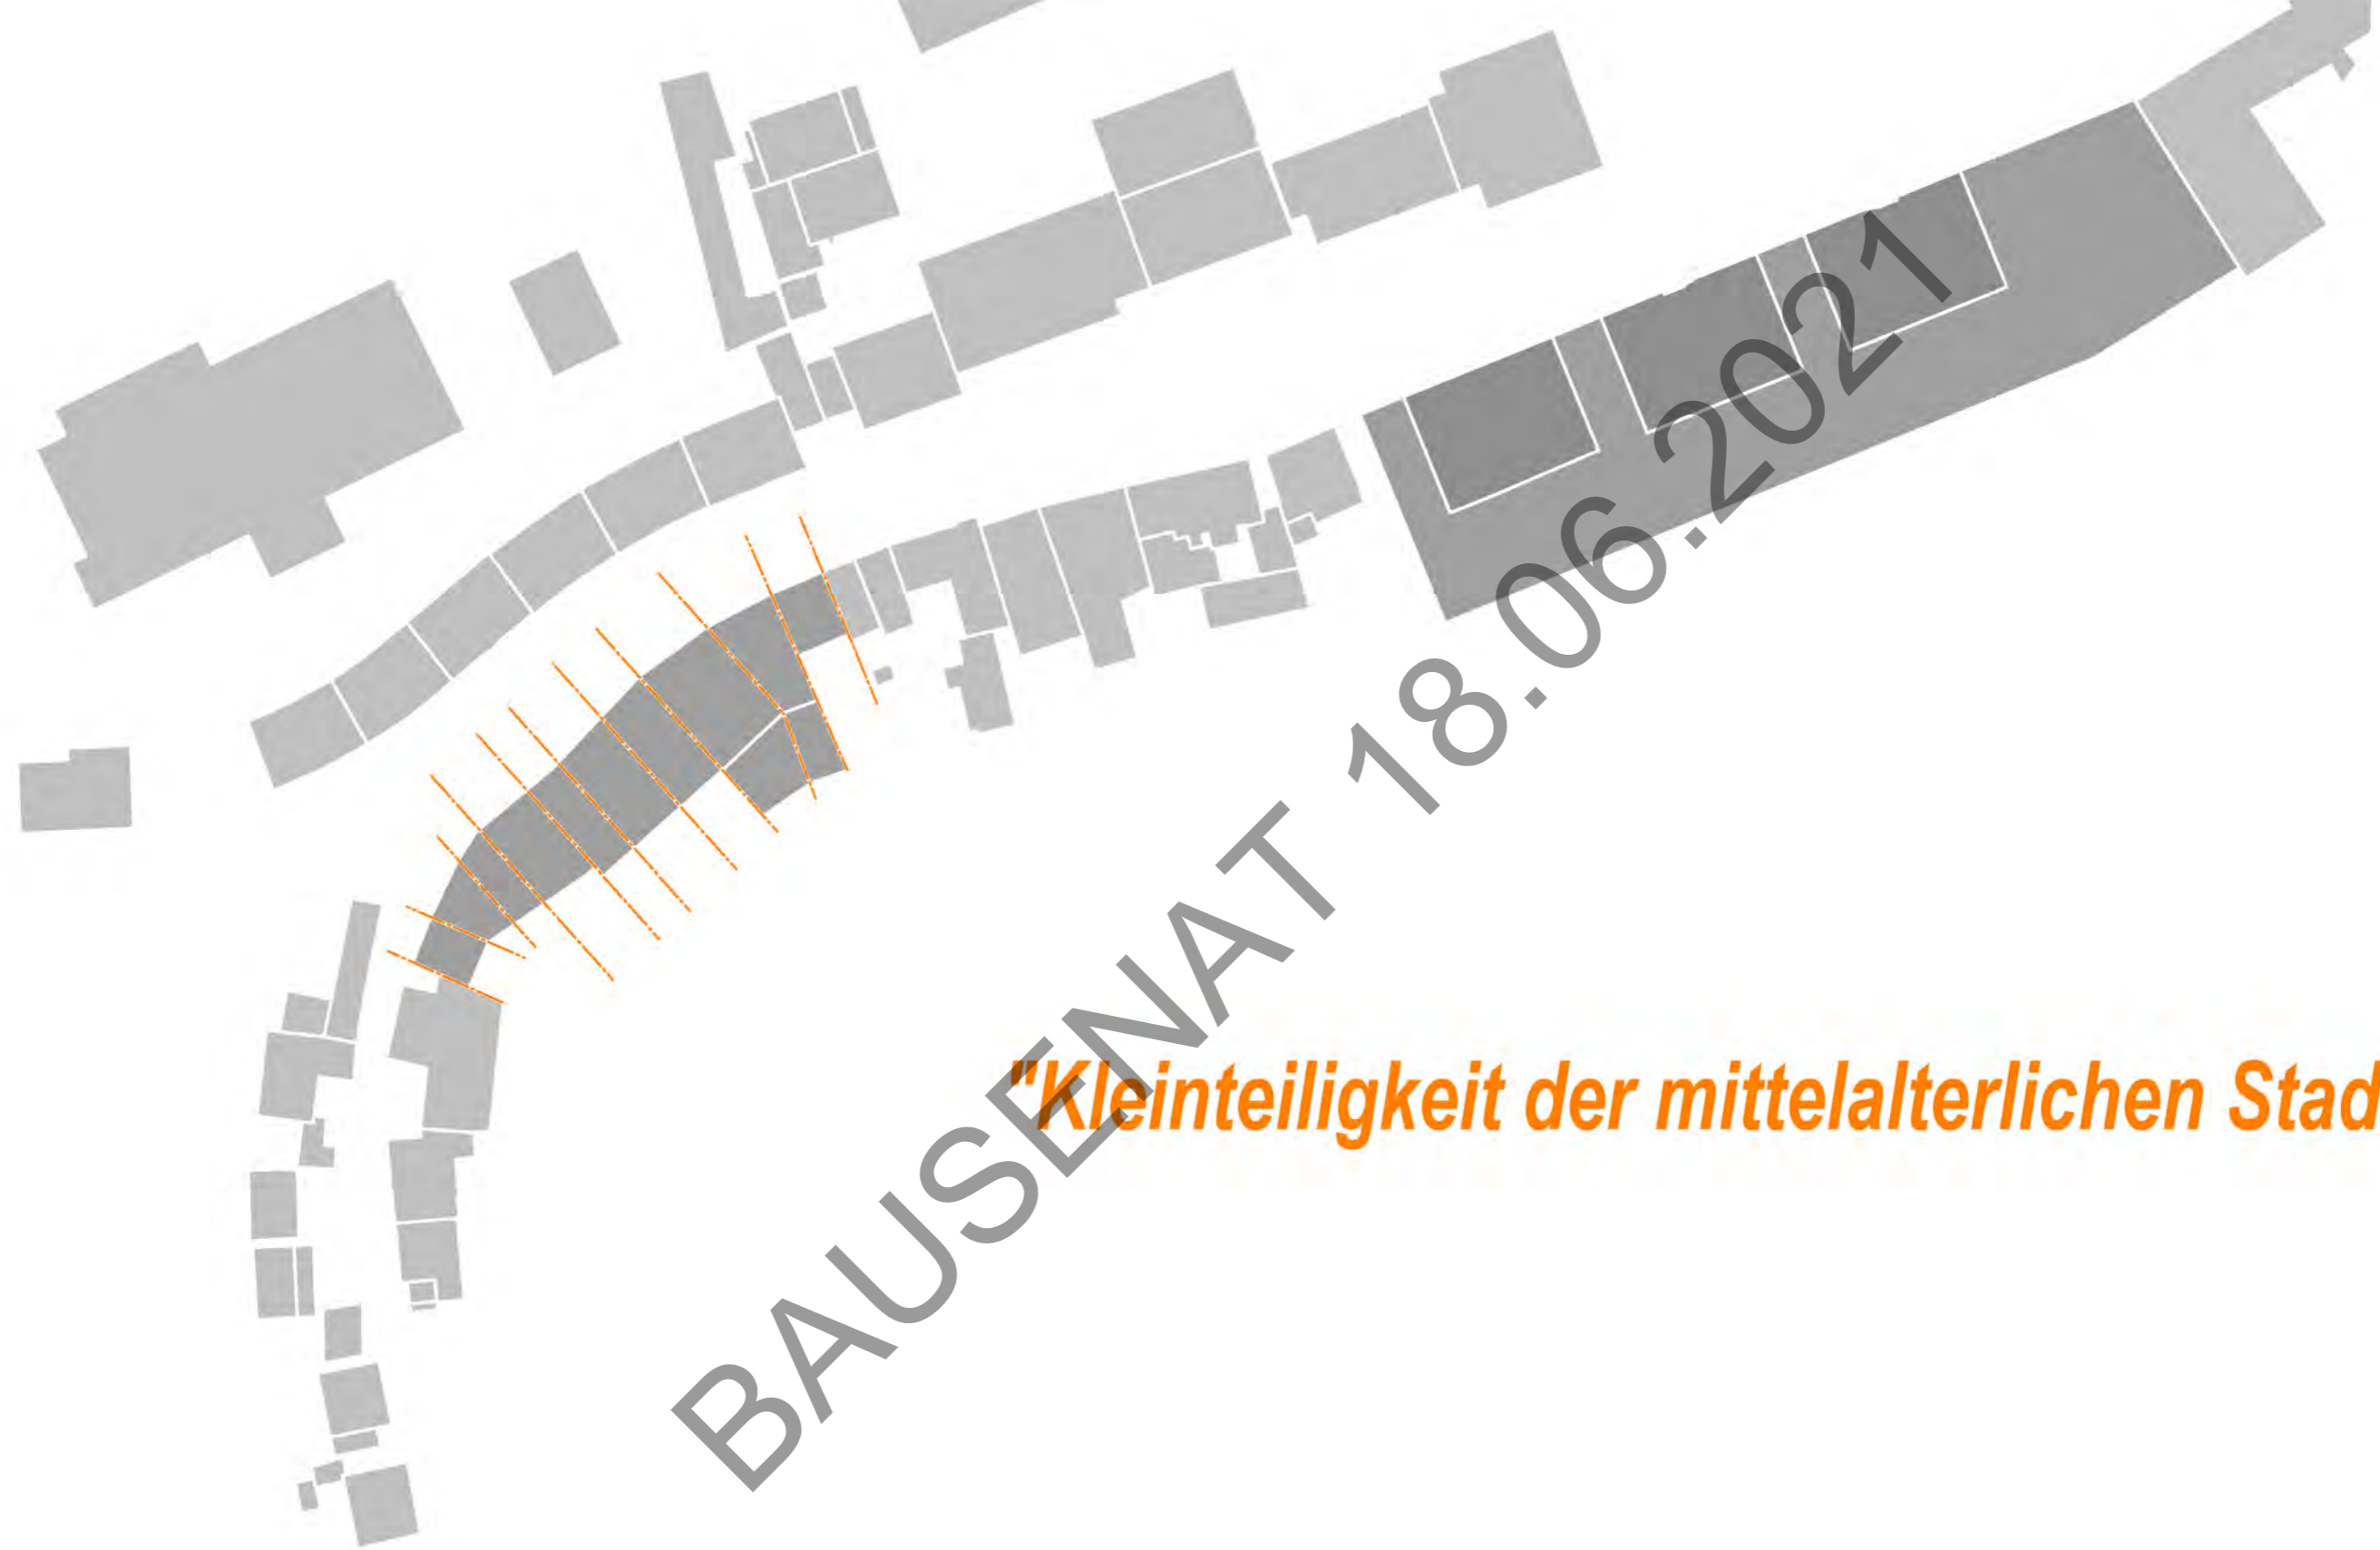 "Kleinteiligkeit der mittelalterlichen Stad
BAUSENAT 18.06.2021